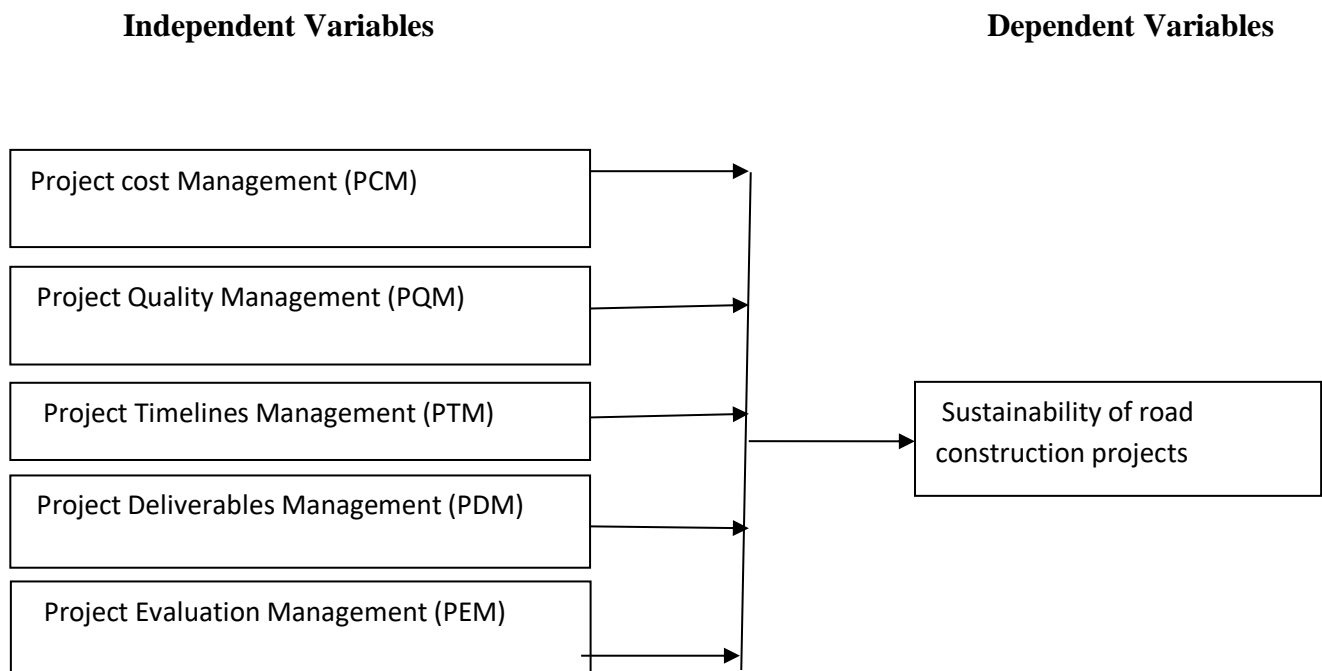 Independent Variables
Dependent Variables
Project cost Management (PCM)
Project Quality Management (PQM)
Project Timelines Management (PTM)
Project Deliverables Management (PDM)
Project Evaluation Management (PEM)
Sustainability of road
construction projects